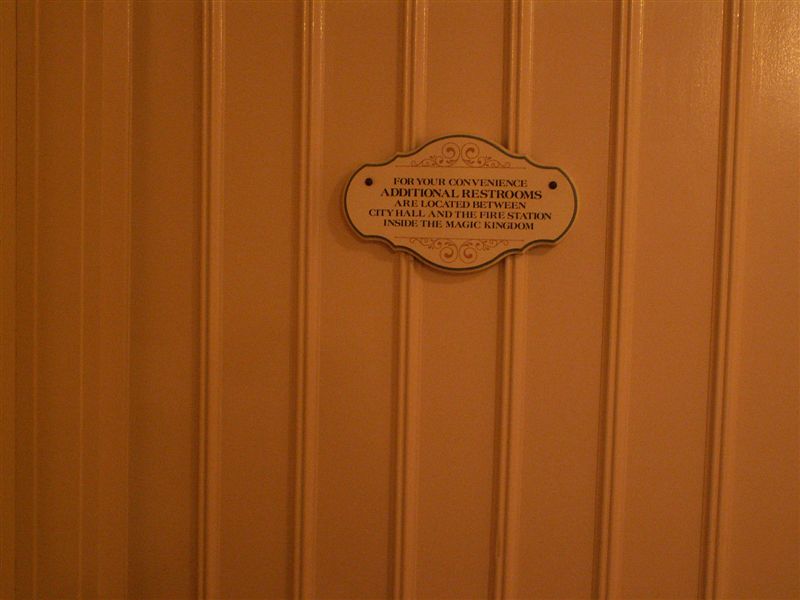 FOR YOUR CONVENIENCE
ADDITIONAL RESTROOMS
ARE LOCATED BETWEEN
CITY HALL AND THE FIRE STATION
INSIDE THE MAGIC KINGDOM